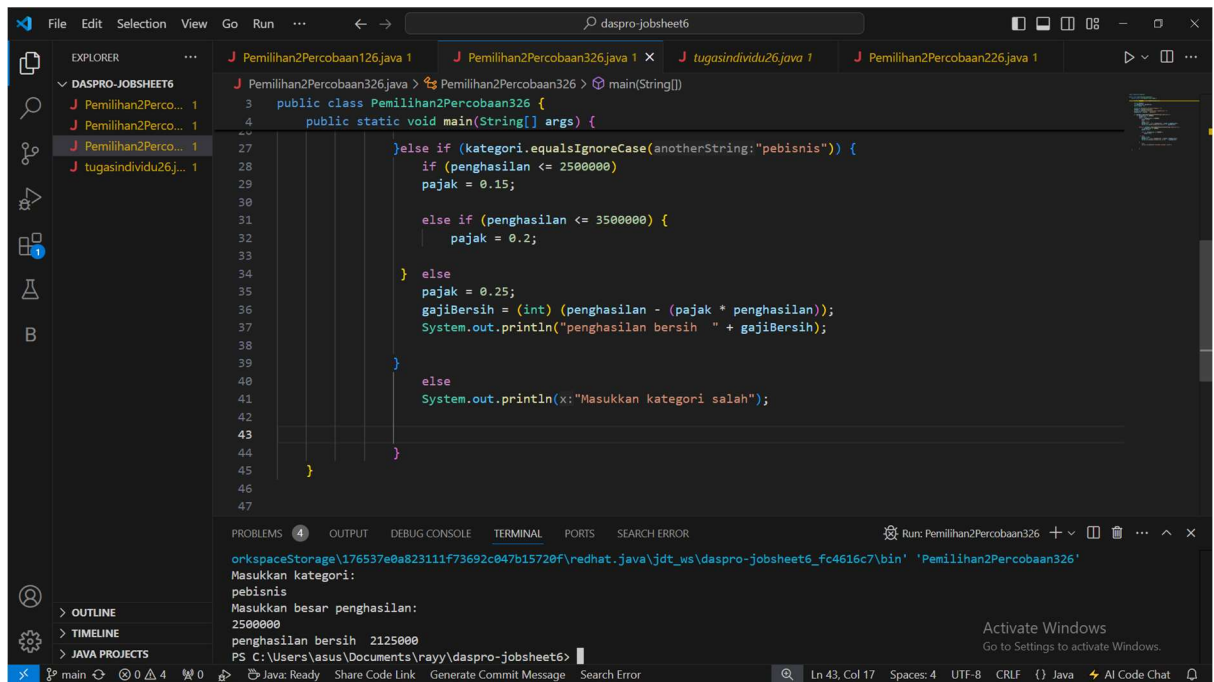 File Edit Selection View Go Run ··· ← → daspro-jobsheet6
EXPLORER ···
DASPRO-JOBSHEET6
J Pemilihan2Perco... 1
J Pemilihan2Perco... 1
J Pemilihan2Perco... 1
J tugasindividu26.j... 1
OUTLINE
TIMELINE
JAVA PROJECTS
J Pemilihan2Percobaan126.java 1 J Pemilihan2Percobaan326.java 1 × J tugasindividu26.java 1 J Pemilihan2Percobaan226.java 1
J Pemilihan2Percobaan326.java > Pemilihan2Percobaan326 > main(String[])
3 public class Pemilihan2Percobaan326 {
4 public static void main(String[] args) {
27 }else if (kategori.equalsIgnoreCase(anotherString:"pebisnis")) {
28 if (penghasilan <= 2500000)
29 pajak = 0.15;
30
31 else if (penghasilan <= 3500000) {
32 pajak = 0.2;
33
34 } else
35 pajak = 0.25;
36 gajiBersih = (int) (penghasilan - (pajak * penghasilan));
37 System.out.println("penghasilan bersih  " + gajiBersih);
38
39 }
40 else
41 System.out.println(x:"Masukkan kategori salah");
42
43
44 }
45 }
46
47
PROBLEMS 4 OUTPUT DEBUG CONSOLE TERMINAL PORTS SEARCH ERROR Run: Pemilihan2Percobaan326
orkspaceStorage\176537e0a823111f73692c047b15720f\redhat.java\jdt_ws\daspro-jobsheet6_fc4616c7\bin' 'Pemilihan2Percobaan326'
Masukkan kategori:
pebisnis
Masukkan besar penghasilan:
2500000
penghasilan bersih  2125000
PS C:\Users\asus\Documents\rayy\daspro-jobsheet6>
Activate Windows
Go to Settings to activate Windows.
main 0 4 0 Java: Ready Share Code Link Generate Commit Message Search Error Ln 43, Col 17 Spaces: 4 UTF-8 CRLF {} Java AI Code Chat